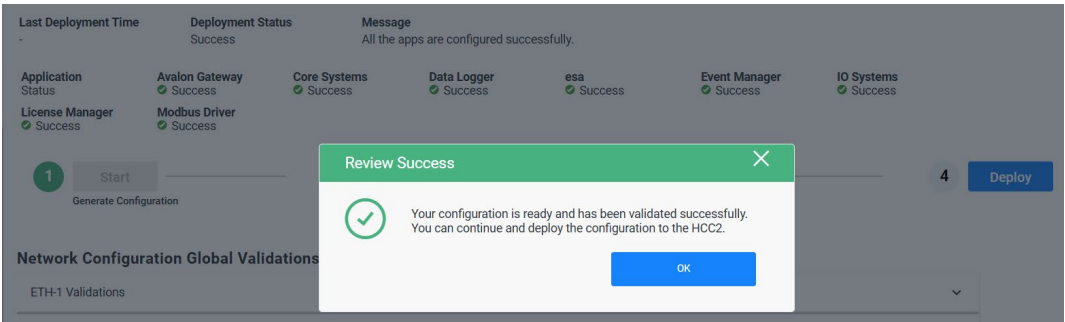 Last Deployment Time Deployment Status Message
- Success All the apps are configured successfully.
Application Avalon Gateway Core Systems Data Logger esa Event Manager IO Systems
Status Success Success Success Success Success Success
License Manager Modbus Driver
Success Success
Review Success
1 Start 4 Deploy
Generate Configuration
Your configuration is ready and has been validated successfully.
You can continue and deploy the configuration to the HCC2.
OK
Network Configuration Global Validations
ETH-1 Validations